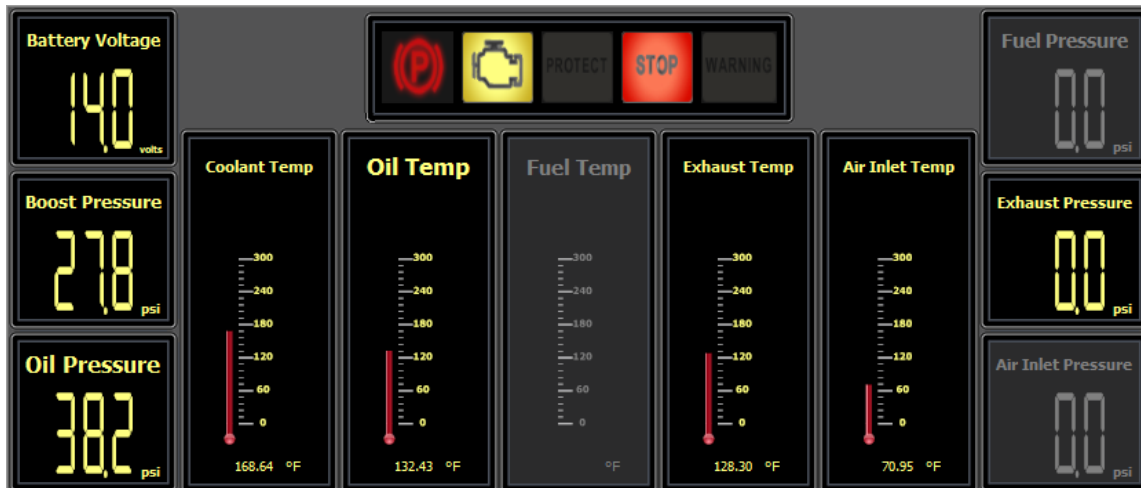 Battery Voltage
14.0
volts
Boost Pressure
27.8
psi
Oil Pressure
38.2
psi
P
PROTECT
STOP
WARNING
Coolant Temp
300
240
180
120
60
0
168.64 °F
Oil Temp
300
240
180
120
60
0
132.43 °F
Fuel Temp
300
240
180
120
60
0
°F
Exhaust Temp
300
240
180
120
60
0
128.30 °F
Air Inlet Temp
300
240
180
120
60
0
70.95 °F
Fuel Pressure
0.0
psi
Exhaust Pressure
0.0
psi
Air Inlet Pressure
0.0
psi